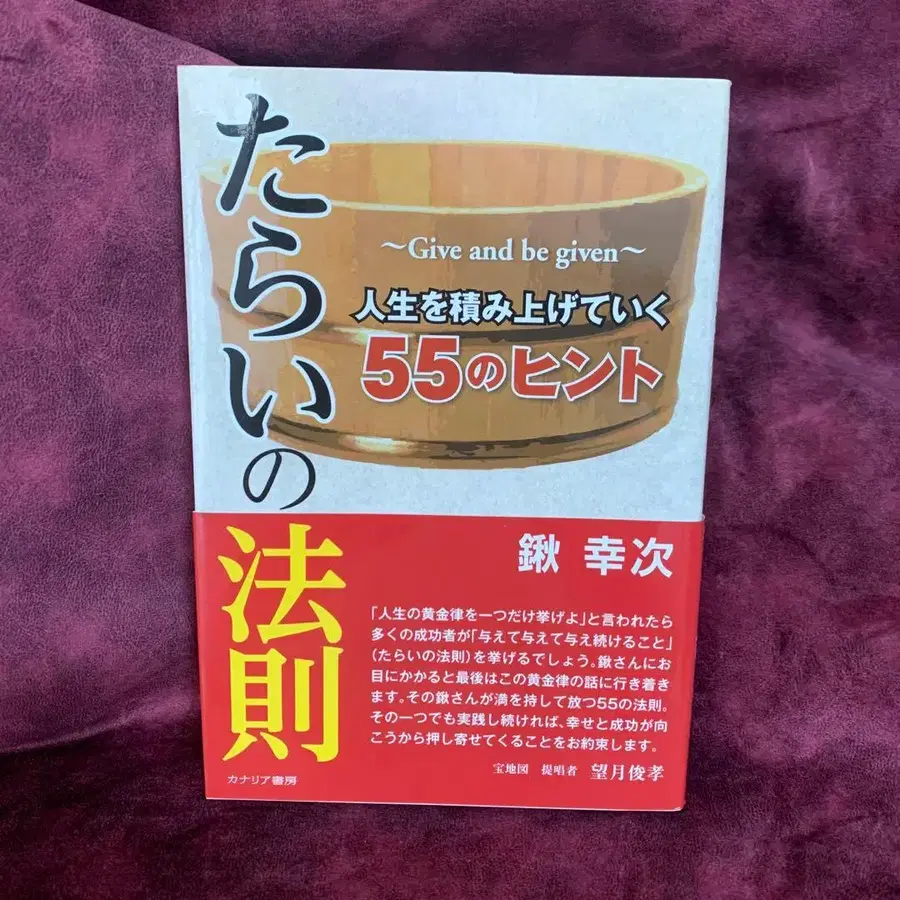 たらいの法則
〜Give and be given〜
人生を積み上げていく
55のヒント
鍬 幸次
「人生の黄金律を一つだけ挙げよ」と言われたら
多くの成功者が「与えて与えて与え続けること」
(たらいの法則)を挙げるでしょう。鍬さんにお
目にかかると最後はこの黄金律の話に行き着き
ます。その鍬さんが満を持して放つ55の法則。
その一つでも実践し続ければ、幸せと成功が向
こうから押し寄せてくることをお約束します。
宝地図 提唱者 望月俊孝
カナリア書房